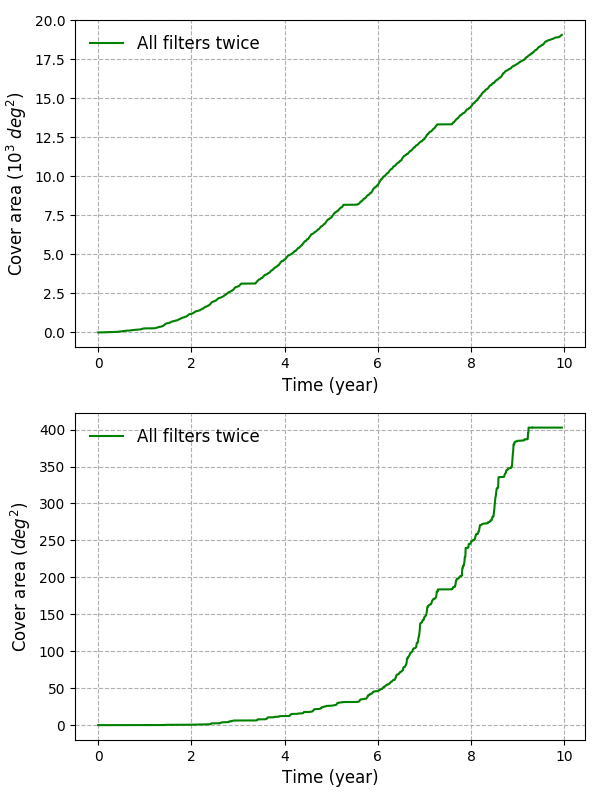 20.0
17.5
15.0
12.5
10.0
7.5
5.0
2.5
0.0
Cover area (10³ deg²)
All filters twice
0 2 4 6 8 10
Time (year)
400
350
300
250
200
150
100
50
0
Cover area (deg²)
All filters twice
0 2 4 6 8 10
Time (year)